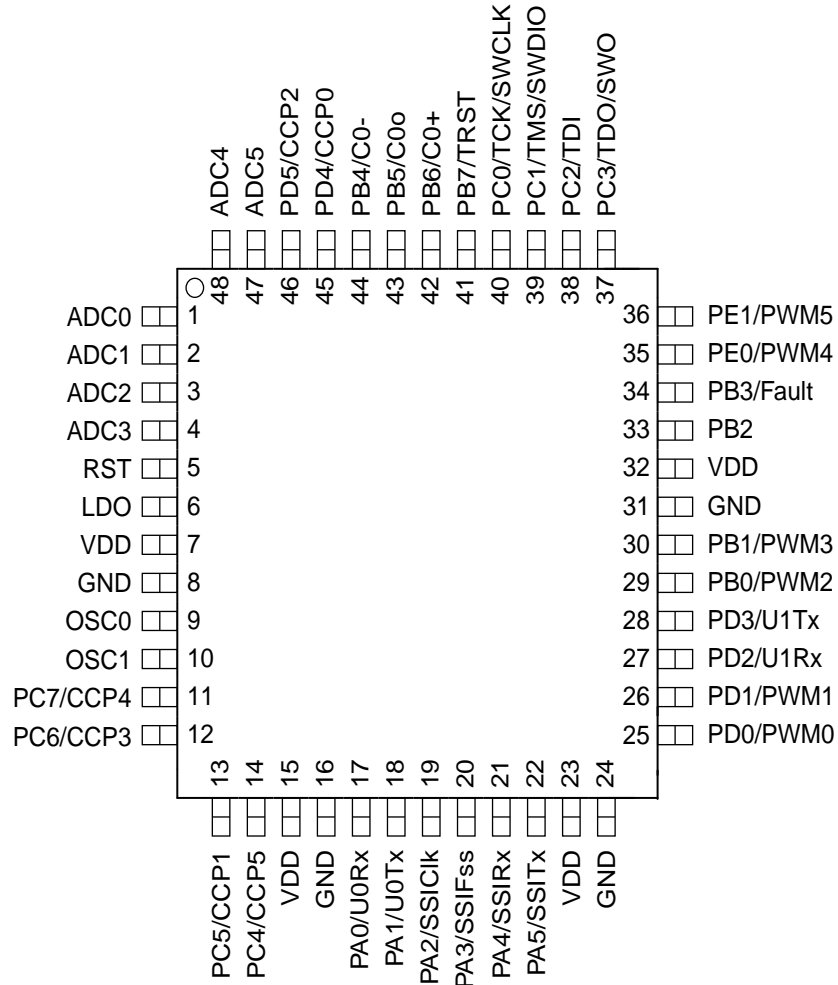 ADC4
ADC5
PD5/CCP2
PD4/CCP0
PB4/C0-
PB5/C0o
PB6/C0+
PB7/TRST
PC0/TCK/SWCLK
PC1/TMS/SWDIO
PC2/TDI
PC3/TDO/SWO
48
47
46
45
44
43
42
41
40
39
38
37
ADC0 1
ADC1 2
ADC2 3
ADC3 4
RST 5
LDO 6
VDD 7
GND 8
OSC0 9
OSC1 10
PC7/CCP4 11
PC6/CCP3 12
36 PE1/PWM5
35 PE0/PWM4
34 PB3/Fault
33 PB2
32 VDD
31 GND
30 PB1/PWM3
29 PB0/PWM2
28 PD3/U1Tx
27 PD2/U1Rx
26 PD1/PWM1
25 PD0/PWM0
13
14
15
16
17
18
19
20
21
22
23
24
PC5/CCP1
PC4/CCP5
VDD
GND
PA0/U0Rx
PA1/U0Tx
PA2/SSIClk
PA3/SSIFss
PA4/SSIRx
PA5/SSITx
VDD
GND